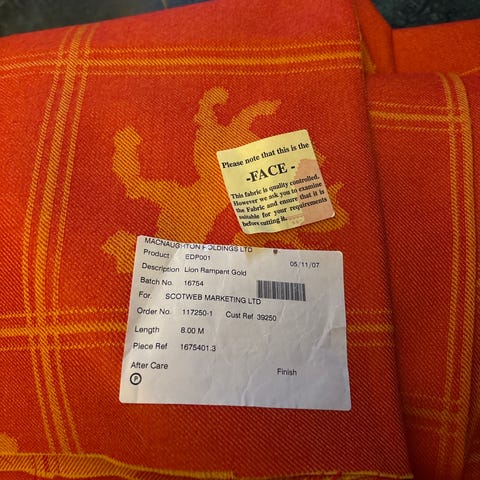 Please note that this is the
-FACE -
This fabric is quality controlled.
However we ask you to examine
the Fabric and ensure that it is
suitable for your requirements
before cutting it.
MACNAUGHTON HOLDINGS LTD
Product EDP001 05/11/07
Description Lion Rampant Gold
Batch No. 16754
For. SCOTWEB MARKETING LTD
Order No. 117250-1 Cust Ref 39250
Length 8.00 M
Piece Ref 1675401.3
After Care Finish
P